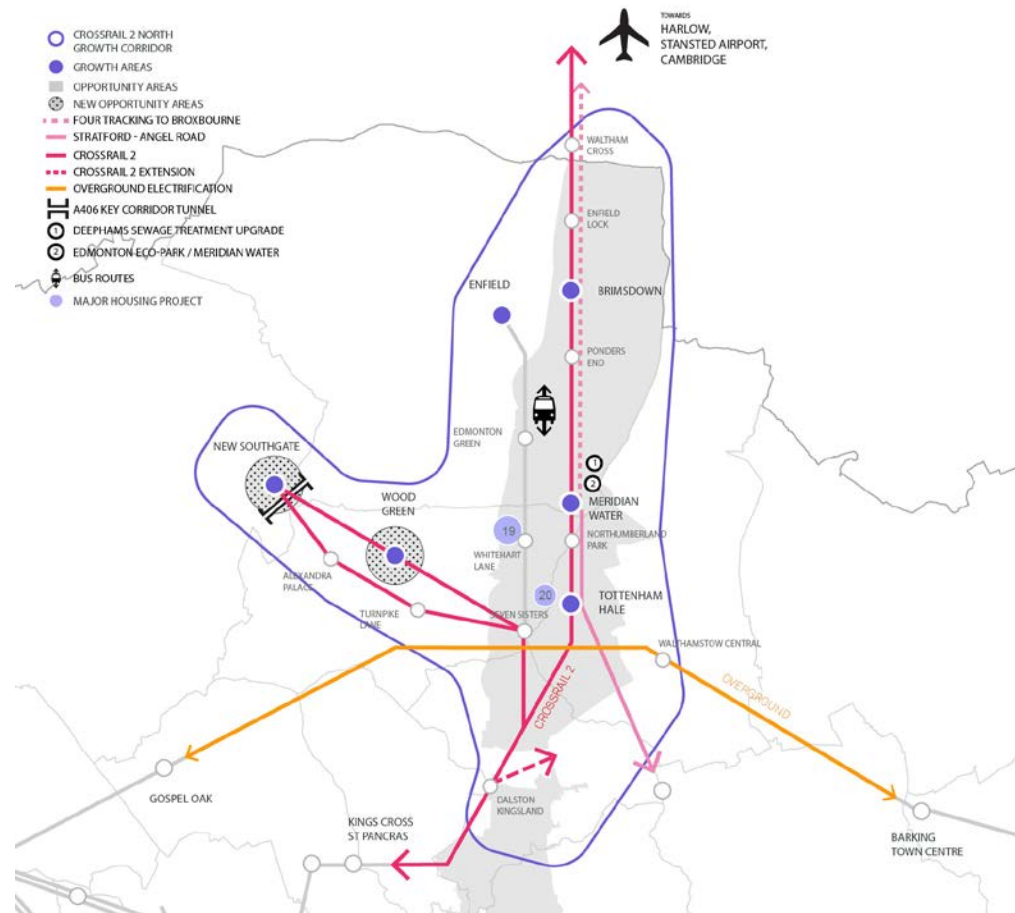 CROSSRAIL 2 NORTH
GROWTH CORRIDOR
GROWTH AREAS
OPPORTUNITY AREAS
NEW OPPORTUNITY AREAS
FOUR TRACKING TO BROXBOURNE
STRATFORD - ANGEL ROAD
CROSSRAIL 2
CROSSRAIL 2 EXTENSION
OVERGROUND ELECTRIFICATION
A406 KEY CORRIDOR TUNNEL
1 DEEPHAMS SEWAGE TREATMENT UPGRADE
2 EDMONTON ECO-PARK / MERIDIAN WATER
BUS ROUTES
MAJOR HOUSING PROJECT
TOWARDS
HARLOW,
STANSTED AIRPORT,
CAMBRIDGE
WALTHAM
CROSS
ENFIELD
LOCK
ENFIELD
BRIMSDOWN
PONDERS
END
EDMONTON
GREEN
NEW SOUTHGATE
WOOD
GREEN
1
2
MERIDIAN
WATER
19
WHITEHART
LANE
NORTHUMBERLAND
PARK
ALEXANDRA
PALACE
20
TOTTENHAM
HALE
TURNPIKE
LANE
SEVEN SISTERS
WALTHAMSTOW CENTRAL
CROSSRAIL 2
OVERGROUND
GOSPEL OAK
DALSTON
KINGSLAND
KINGS CROSS
ST PANCRAS
BARKING
TOWN CENTRE